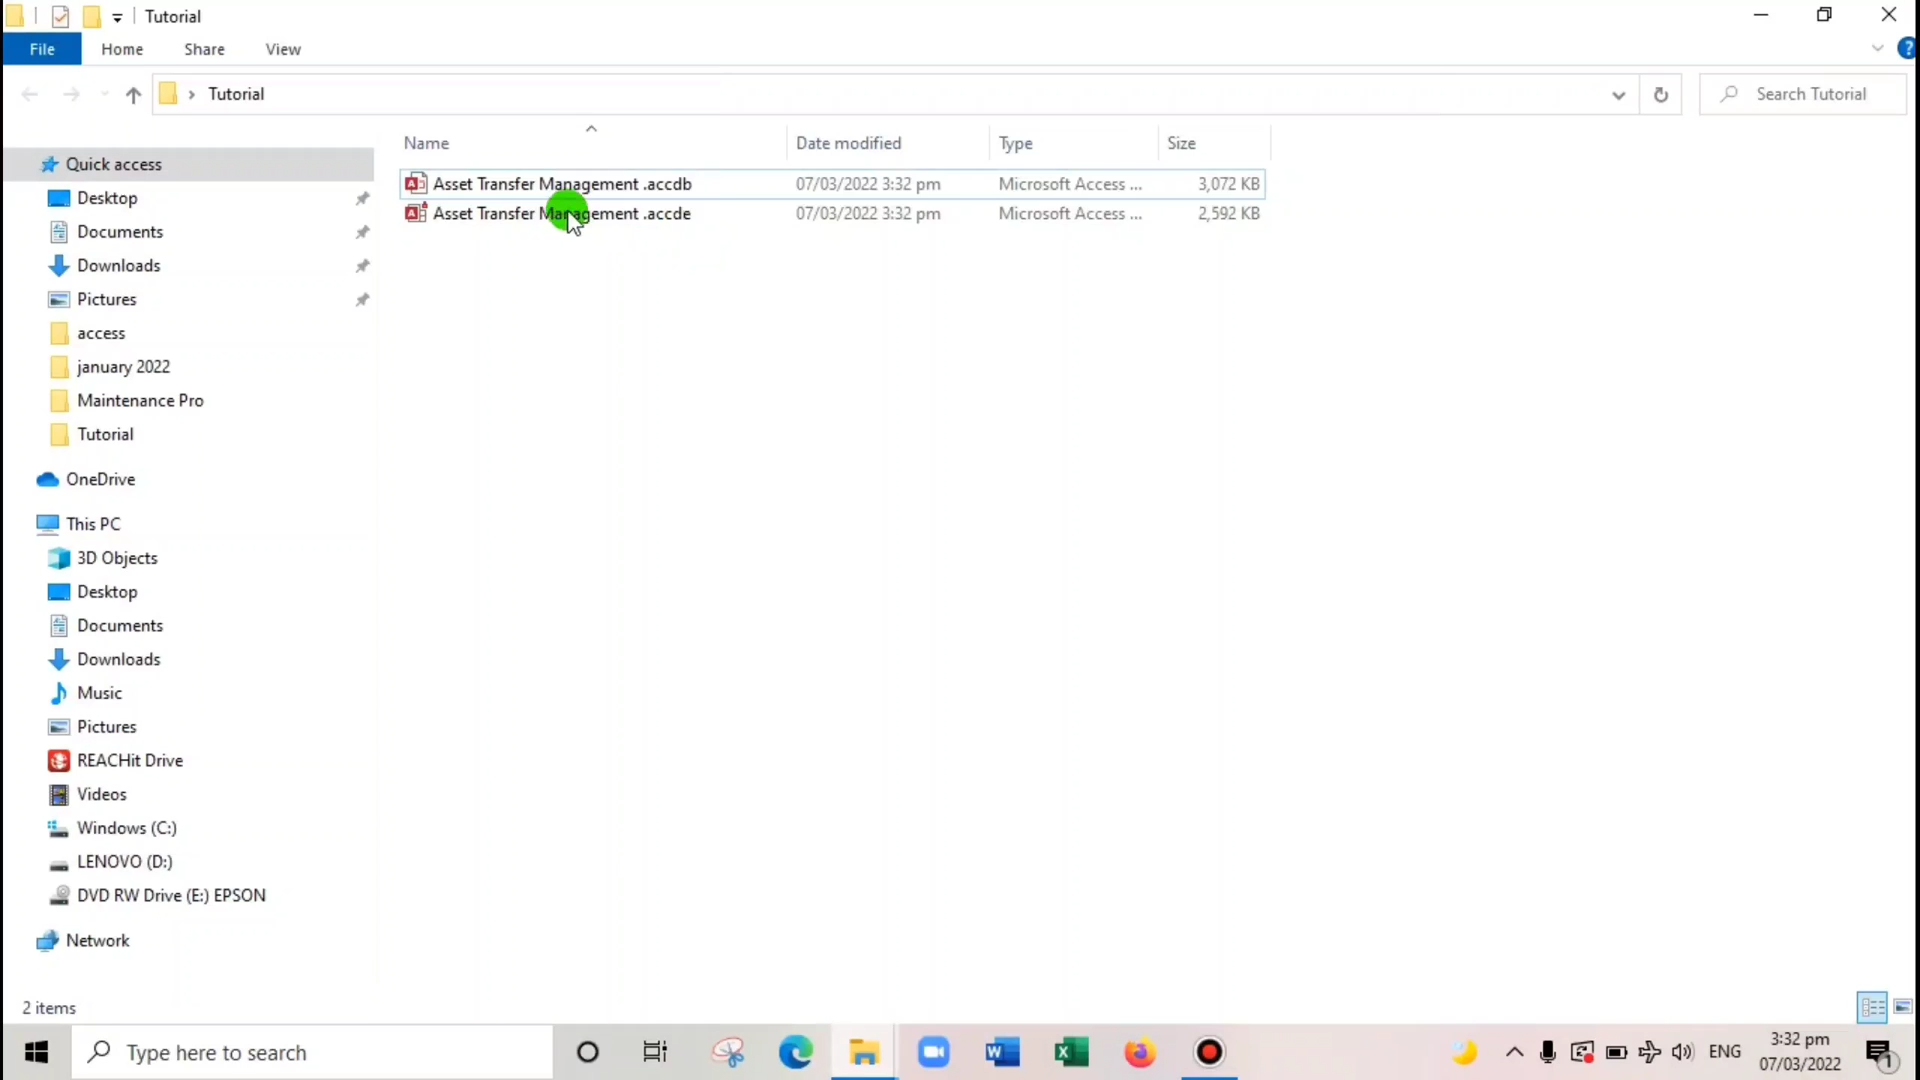 Tutorial
File Home Share View ?
Tutorial Search Tutorial
Name Date modified Type Size
Asset Transfer Management .accdb 07/03/2022 3:32 pm Microsoft Access ... 3,072 KB
Asset Transfer Management .accde 07/03/2022 3:32 pm Microsoft Access ... 2,592 KB
Quick access
Desktop
Documents
Downloads
Pictures
access
january 2022
Maintenance Pro
Tutorial
OneDrive
This PC
3D Objects
Desktop
Documents
Downloads
Music
Pictures
REACHit Drive
Videos
Windows (C:)
LENOVO (D:)
DVD RW Drive (E:) EPSON
Network
2 items
Type here to search
ENG
3:32 pm
07/03/2022
1